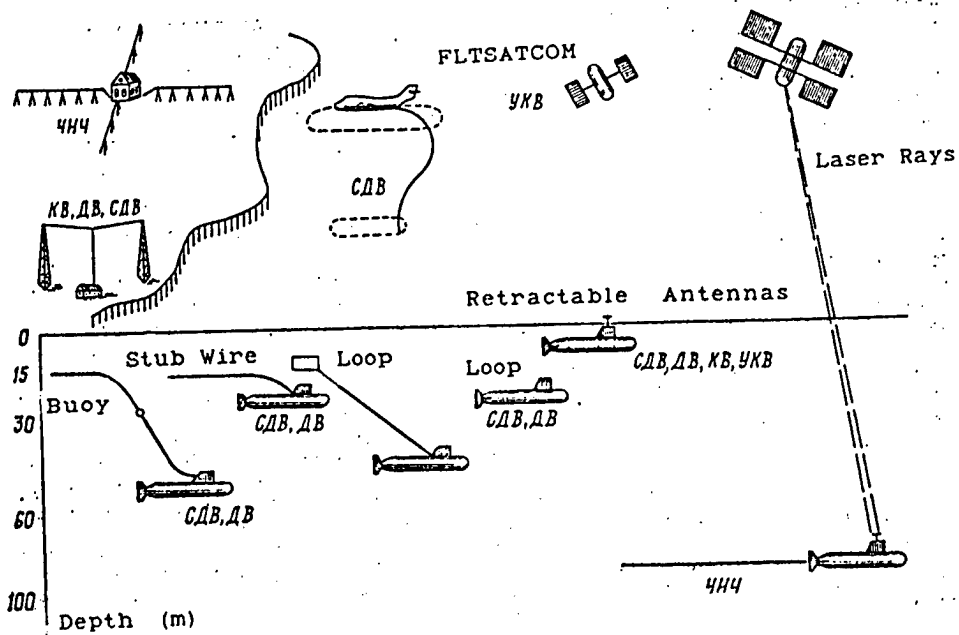 FLTSATCOM
УКВ
ЧНЧ
Laser Rays
СДВ
КВ, ДВ, СДВ
Retractable Antennas
0
Stub Wire
Loop
Loop
СДВ, ДВ, КВ, УКВ
15
Buoy
СДВ, ДВ
СДВ, ДВ
30
СДВ, ДВ
60
ЧНЧ
100
Depth (m)